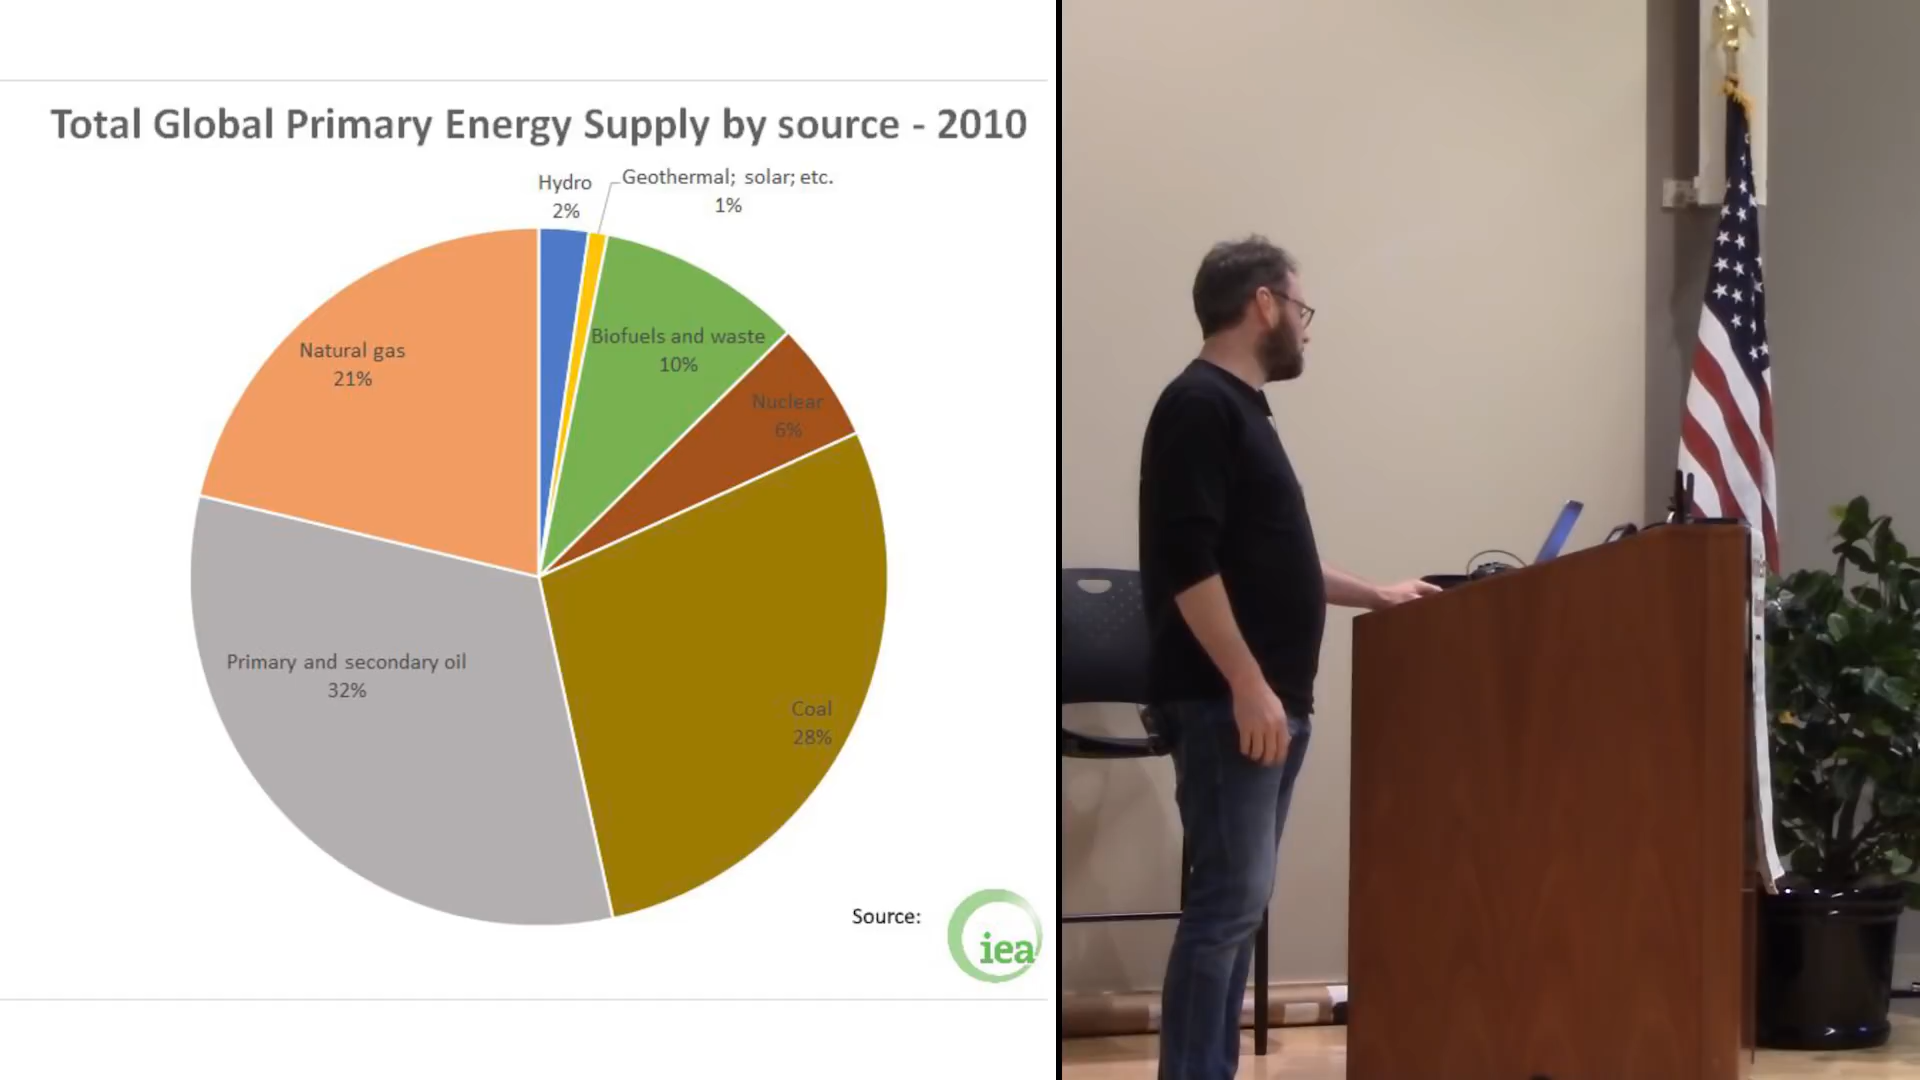 Total Global Primary Energy Supply by source - 2010
Hydro
2%
Geothermal; solar; etc.
1%
Biofuels and waste
10%
Natural gas
21%
Nuclear
6%
Primary and secondary oil
32%
Coal
28%
Source:
iea